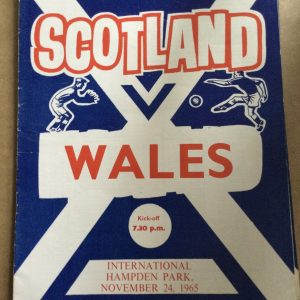 SCOTLAND
WALES
Kick-off
7.30 p.m.
INTERNATIONAL
HAMPDEN PARK,
NOVEMBER 24, 1965